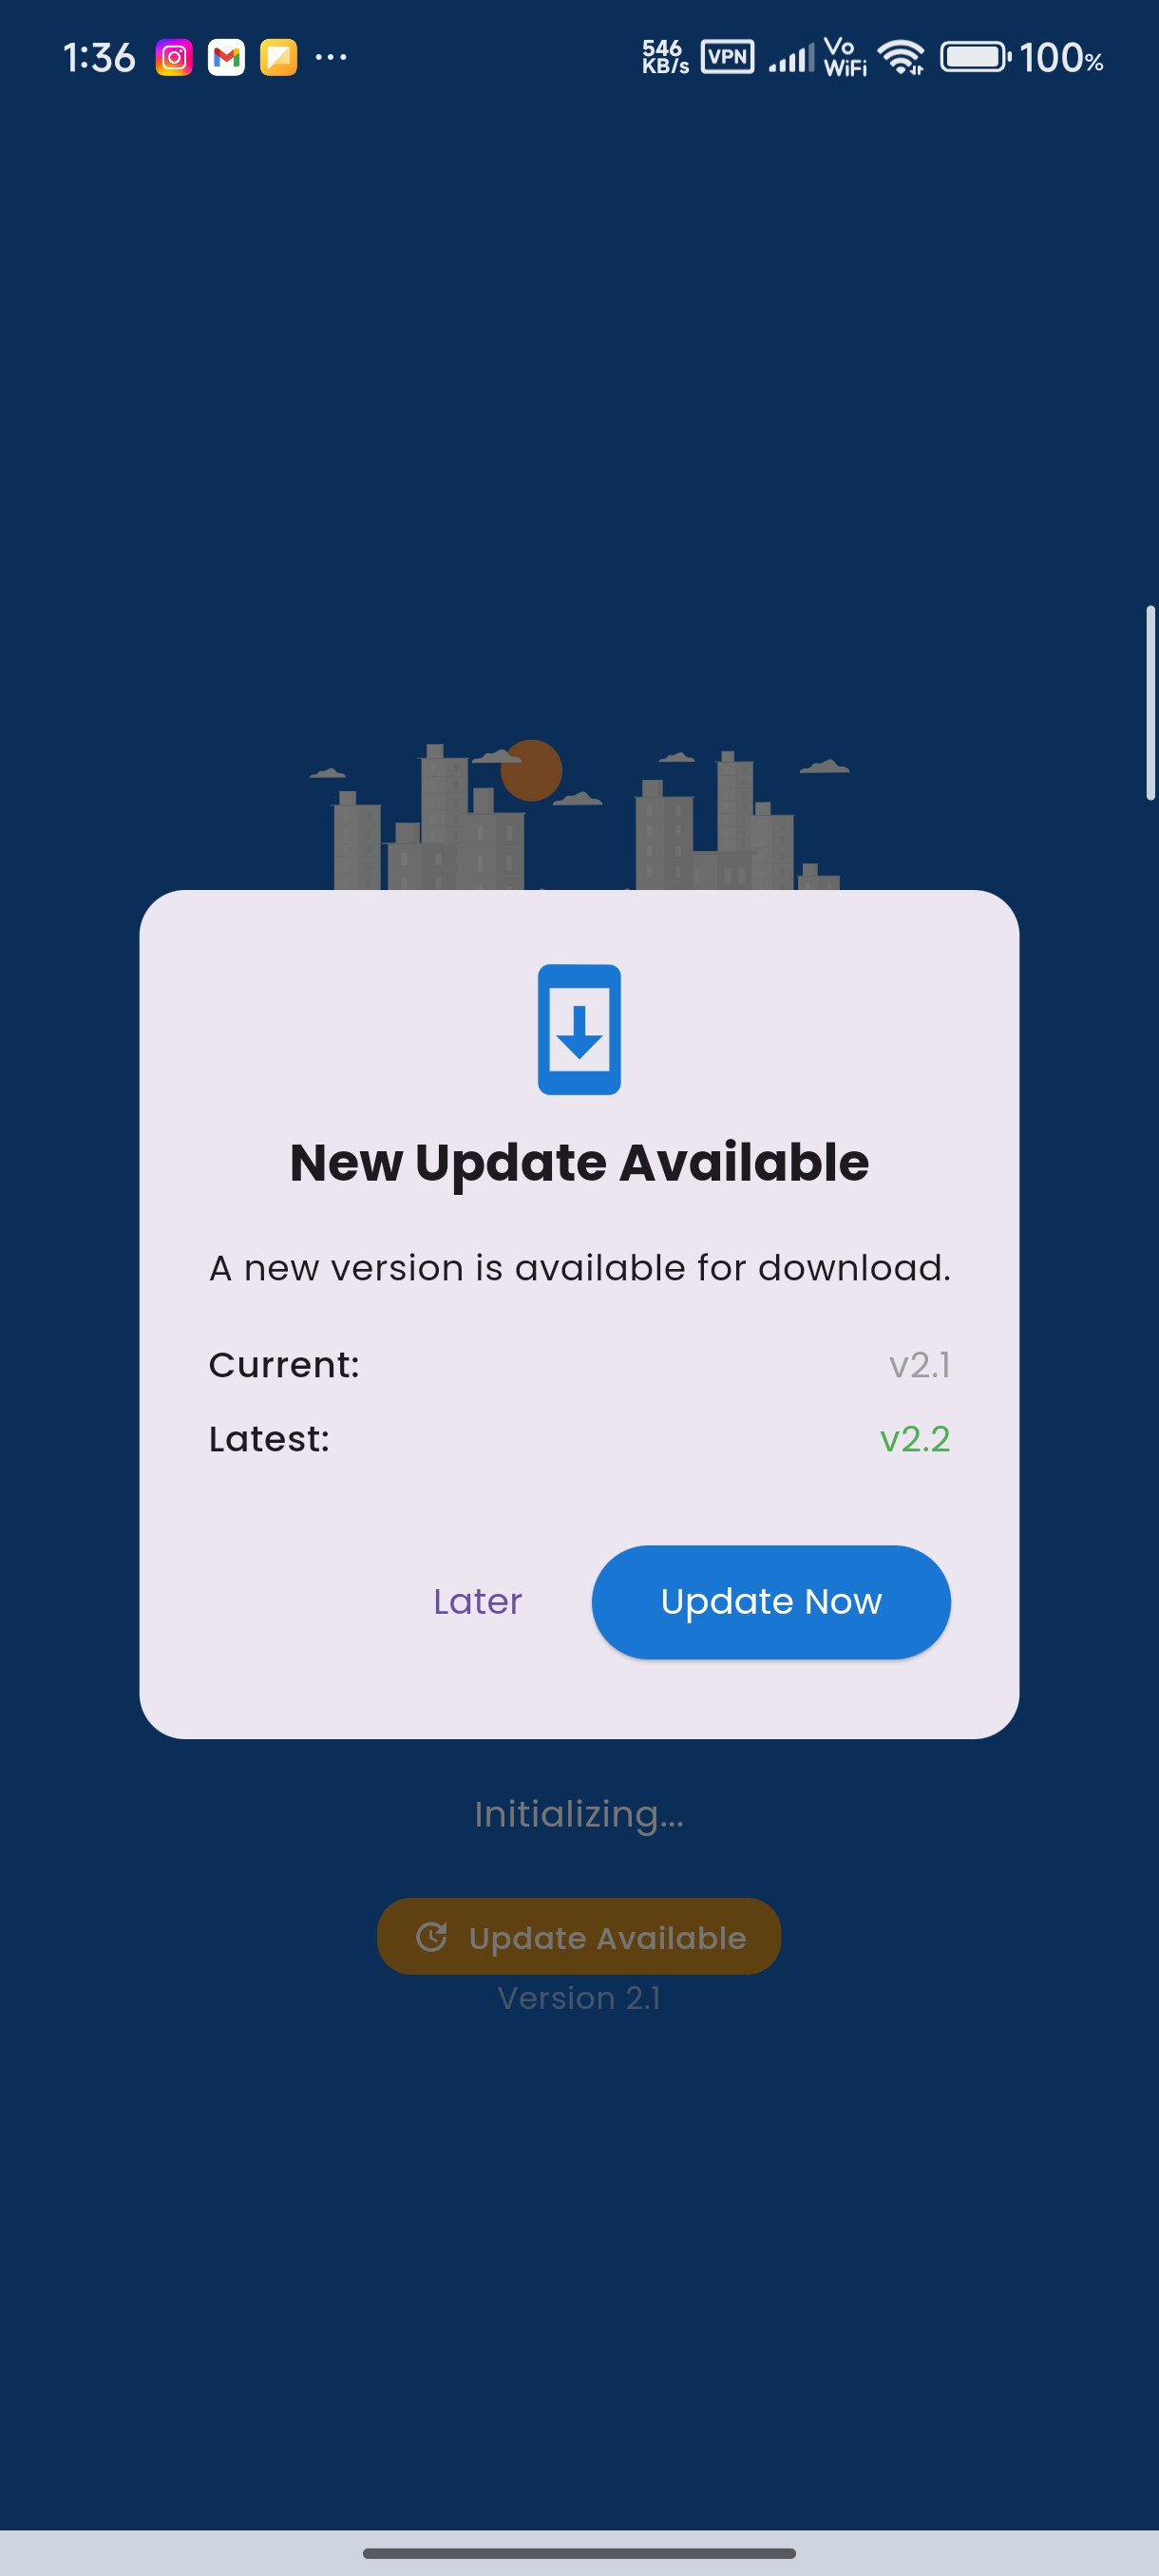 1:36 ... 546 KB/s VPN Vo WiFi 100%
New Update Available
A new version is available for download.
Current: v2.1
Latest: v2.2
Later Update Now
Initializing...
Update Available
Version 2.1